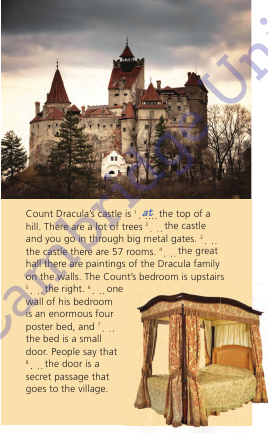 Count Dracula's castle is ¹ at the top of a
hill. There are a lot of trees ² .... the castle
and you go in through big metal gates. ³ ....
the castle there are 57 rooms. ⁴ .... the great
hall there are paintings of the Dracula family
on the walls. The Count's bedroom is upstairs
⁵ .... the right. ⁶ .... one
wall of his bedroom
is an enormous four
poster bed, and ⁷ ....
the bed is a small
door. People say that
⁸ .... the door is a
secret passage that
goes to the village.
Cambridge Uni